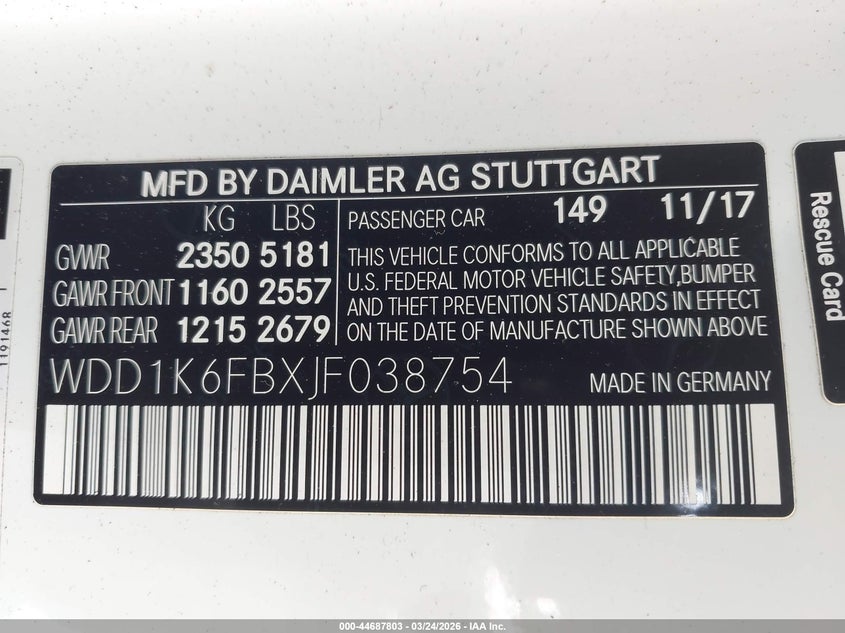 MFD BY DAIMLER AG STUTTGART
KG LBS
GVWR 2350 5181
GAWR FRONT 1160 2557
GAWR REAR 1215 2679
PASSENGER CAR 149 11/17
THIS VEHICLE CONFORMS TO ALL APPLICABLE
U.S. FEDERAL MOTOR VEHICLE SAFETY,BUMPER
AND THEFT PREVENTION STANDARDS IN EFFECT
ON THE DATE OF MANUFACTURE SHOWN ABOVE
WDD1K6FBXJF038754
MADE IN GERMANY
Rescue Card
1191468
000-44687803 - 03/24/2026 - IAA Inc.